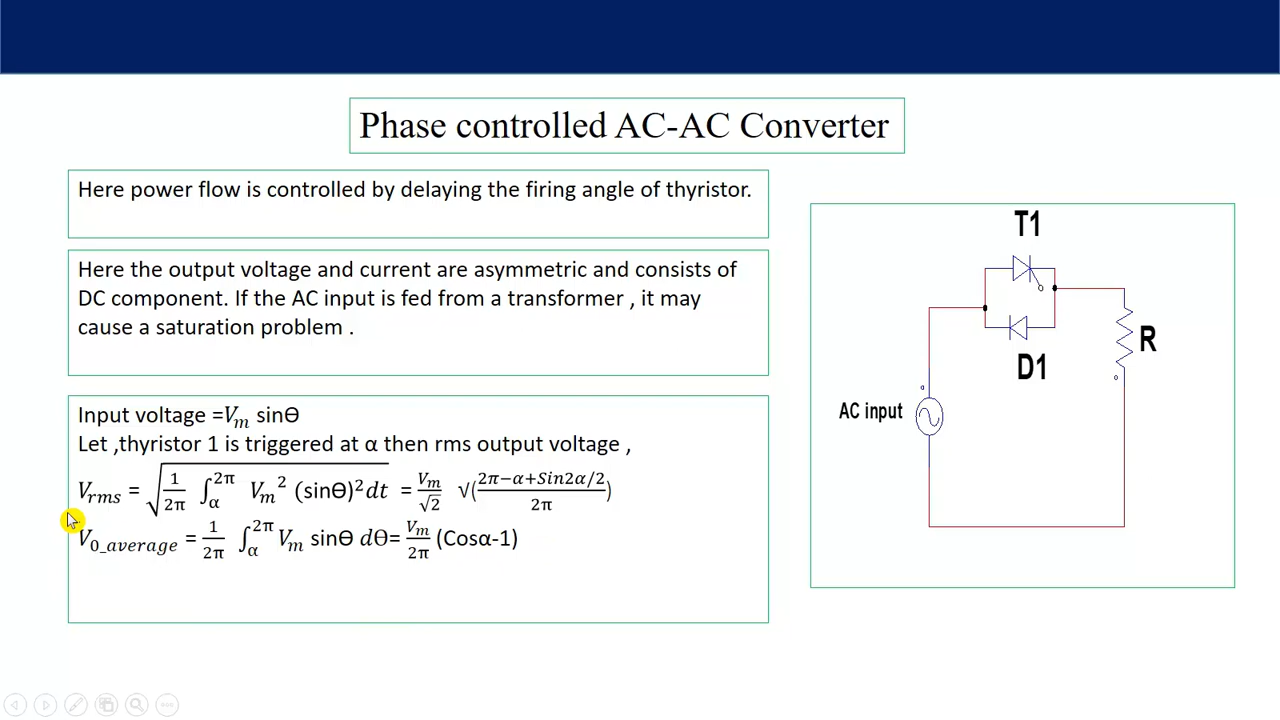 Phase controlled AC-AC Converter
Here power flow is controlled by delaying the firing angle of thyristor.
Here the output voltage and current are asymmetric and consists of
DC component. If the AC input is fed from a transformer , it may
cause a saturation problem .
Input voltage =Vₘ sinΘ
Let ,thyristor 1 is triggered at α then rms output voltage ,
V_rms = √(1/2π ∫_α^2π Vₘ² (sinΘ)² dt) = Vₘ/√2 √(2π−α+Sin2α/2 / 2π)
V_0_average = 1/2π ∫_α^2π Vₘ sinΘ dΘ= Vₘ/2π (Cosα-1)
T1
D1
R
AC input